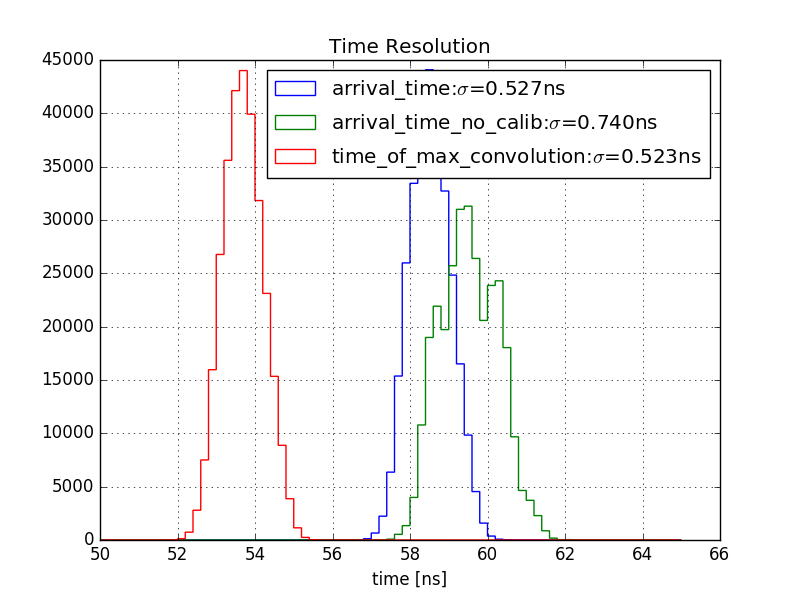 Time Resolution
45000
40000
35000
30000
25000
20000
15000
10000
5000
0
arrival_time:σ=0.527ns
arrival_time_no_calib:σ=0.740ns
time_of_max_convolution:σ=0.523ns
50 52 54 56 58 60 62 64 66
time [ns]